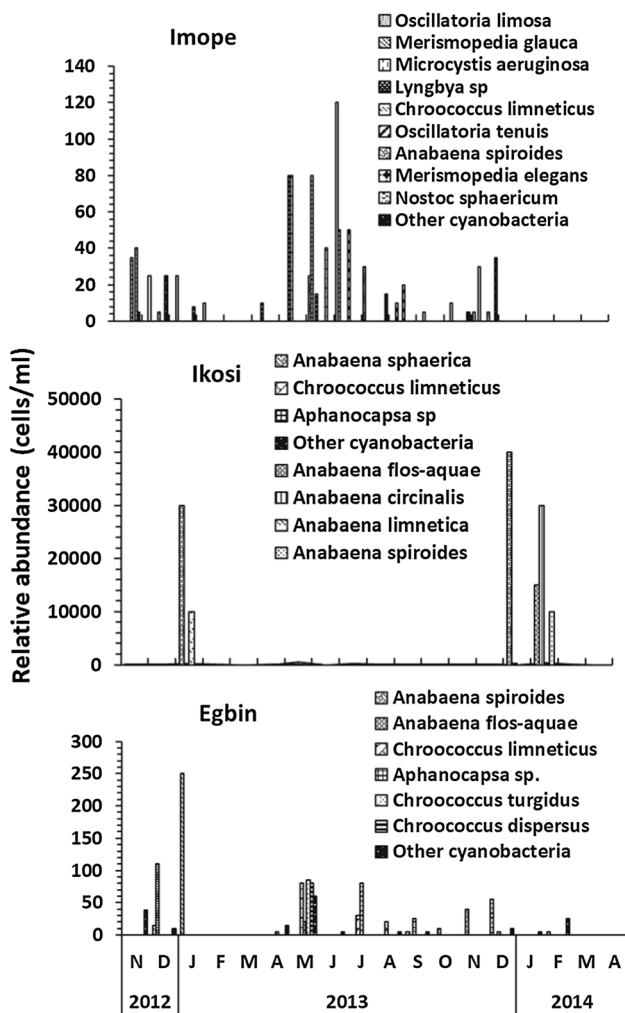 Imope
Oscillatoria limosa
Merismopedia glauca
Microcystis aeruginosa
Lyngbya sp
Chroococcus limneticus
Oscillatoria tenuis
Anabaena spiroides
Merismopedia elegans
Nostoc sphaericum
Other cyanobacteria
140
120
100
80
60
40
20
0
Relative abundance (cells/ml)
Ikosi
Anabaena sphaerica
Chroococcus limneticus
Aphanocapsa sp
Other cyanobacteria
Anabaena flos-aquae
Anabaena circinalis
Anabaena limnetica
Anabaena spiroides
50000
40000
30000
20000
10000
0
Egbin
Anabaena spiroides
Anabaena flos-aquae
Chroococcus limneticus
Aphanocapsa sp.
Chroococcus turgidus
Chroococcus dispersus
Other cyanobacteria
300
250
200
150
100
50
0
N D J F M A M J J A S O N D J F M A
2012 2013 2014